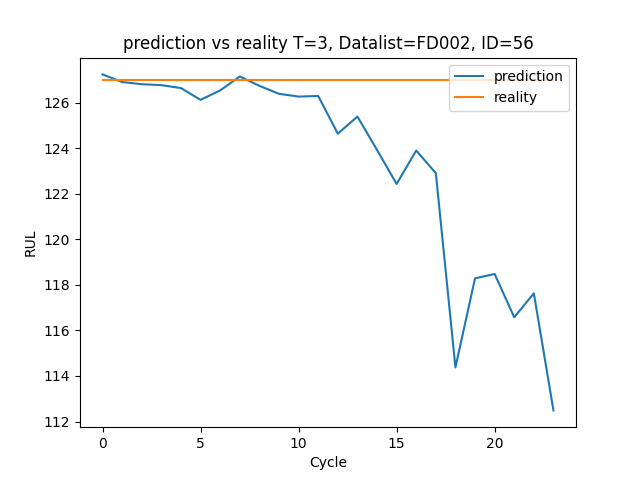 prediction vs reality T=3, Datalist=FD002, ID=56
prediction
reality
126
124
122
120
118
116
114
112
RUL
0 5 10 15 20
Cycle